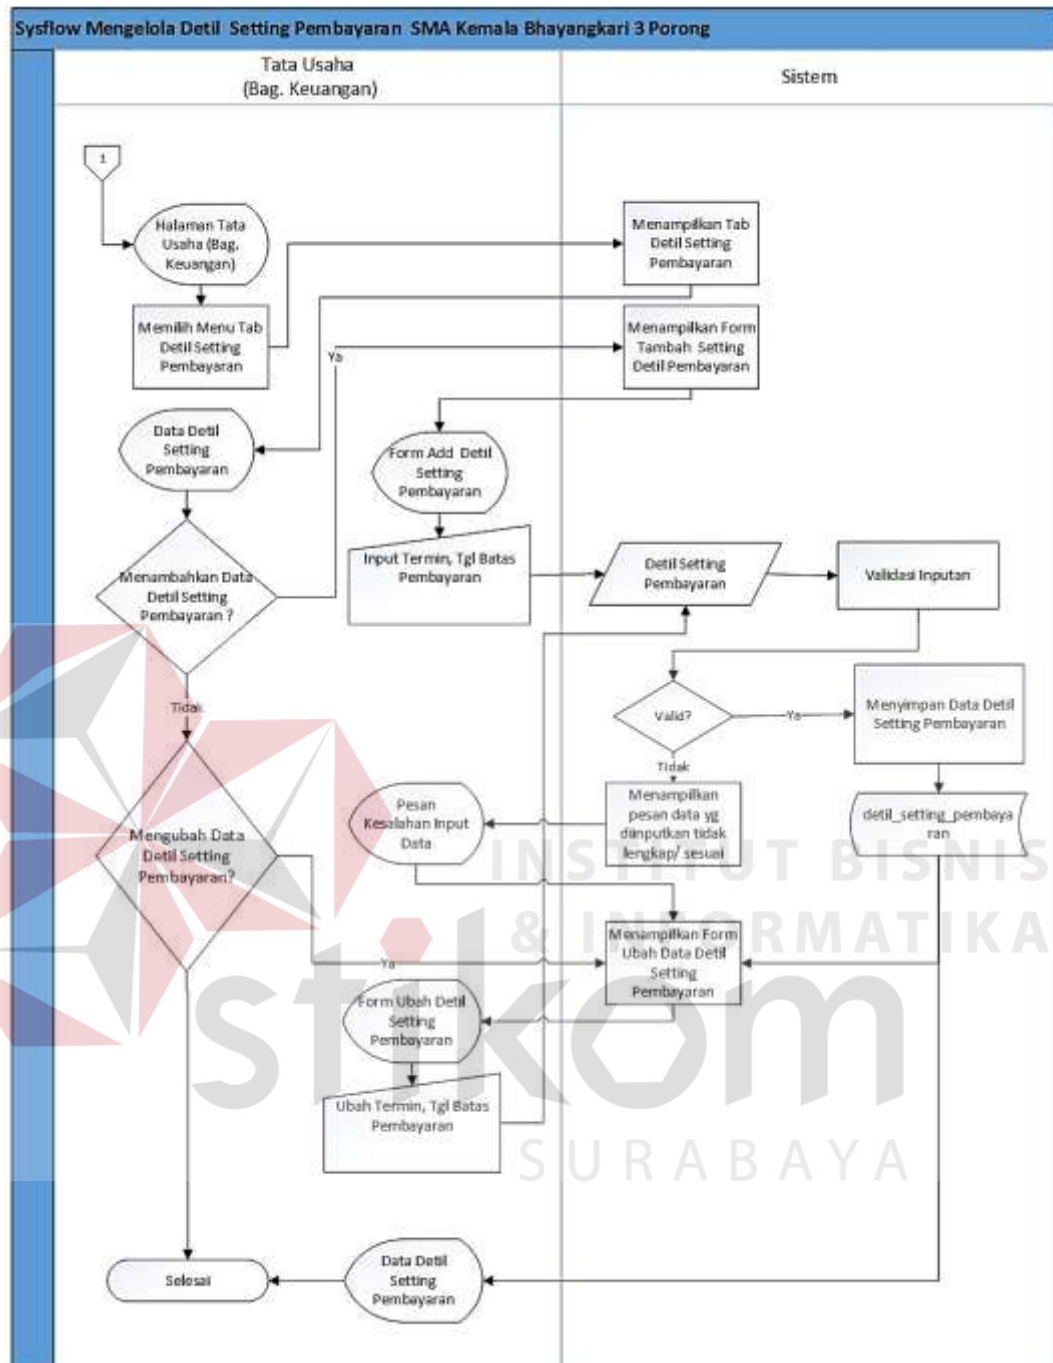 Sysflow Mengelola Detil Setting Pembayaran SMA Kemala Bhayangkari 3 Porong
Tata Usaha
(Bag. Keuangan)
Sistem
1
Halaman Tata
Usaha (Bag.
Keuangan)
Menampilkan Tab
Detil Setting
Pembayaran
Memilih Menu Tab
Detil Setting
Pembayaran
Ya
Menampilkan Form
Tambah Setting
Detil Pembayaran
Data Detil
Setting
Pembayaran
Form Add Detil
Setting
Pembayaran
Input Termin, Tgl Batas
Pembayaran
Detil Setting
Pembayaran
Validasi Inputan
Menambahkan Data
Detil Setting
Pembayaran ?
Tidak
Valid?
Ya
Menyimpan Data Detil
Setting Pembayaran
Tidak
Menampilkan
pesan data yg
diinputkan tidak
lengkap/ sesuai
Pesan
Kesalahan Input
Data
detil_setting_pembaya
ran
Mengubah Data
Detil Setting
Pembayaran?
INSTITUT BISNIS
& INFORMATIKA
Menampilkan Form
Ubah Data Detil
Setting
Pembayaran
Ya
stikom
Form Ubah Detil
Setting
Pembayaran
Ubah Termin, Tgl Batas
Pembayaran
SURABAYA
Selesai
Data Detil
Setting
Pembayaran